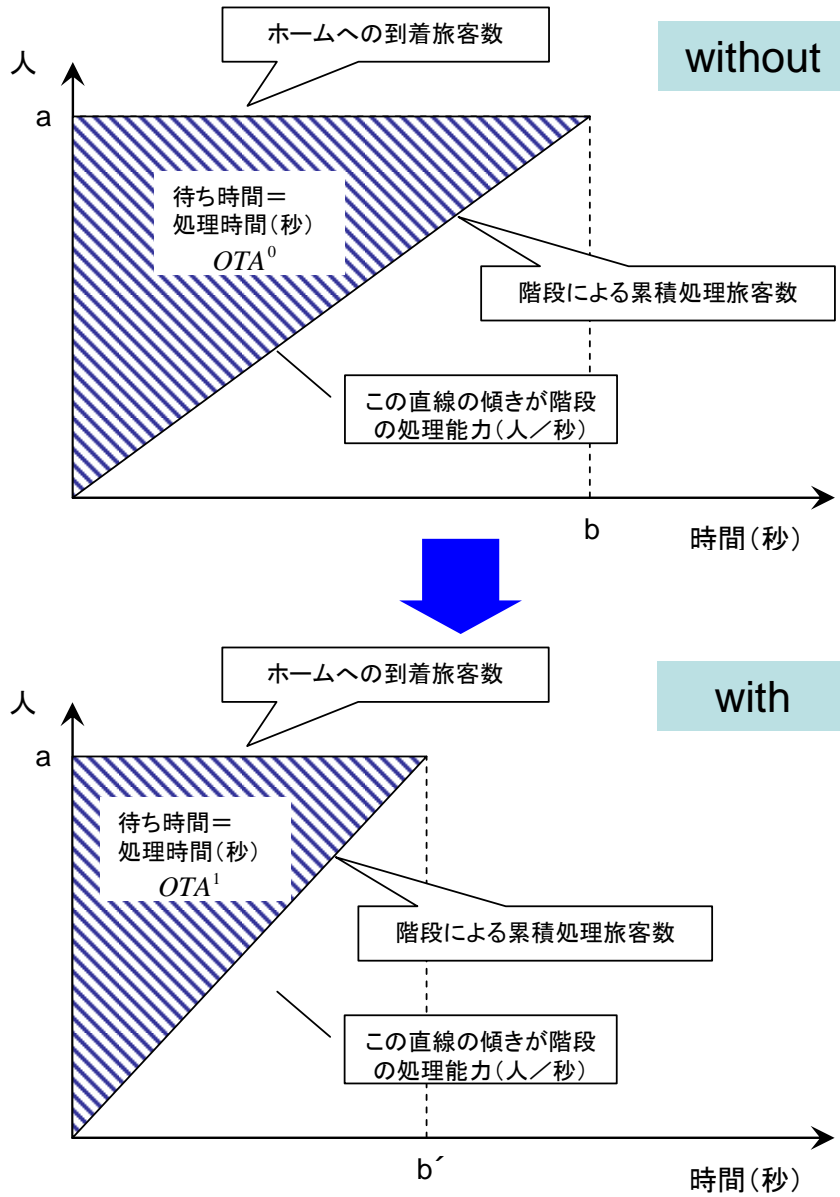 ホームへの到着旅客数
without
人
a
待ち時間=
処理時間(秒)
OTA⁰
階段による累積処理旅客数
この直線の傾きが階段
の処理能力(人/秒)
b
時間(秒)
ホームへの到着旅客数
with
人
a
待ち時間=
処理時間(秒)
OTA¹
階段による累積処理旅客数
この直線の傾きが階段
の処理能力(人/秒)
b´
時間(秒)